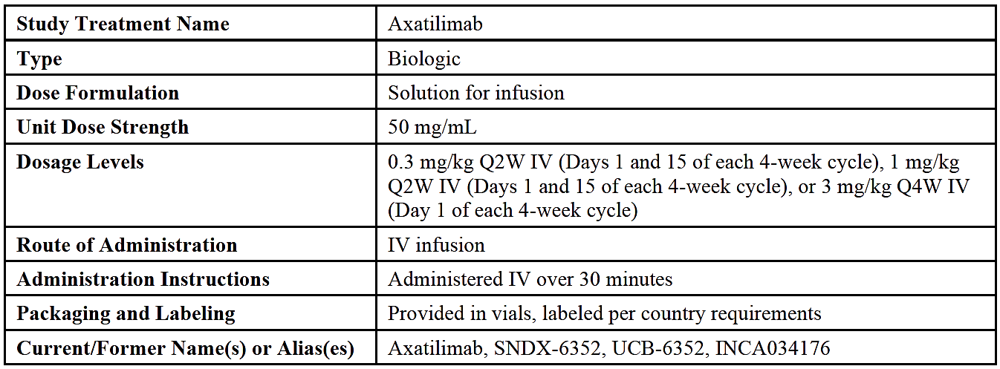 Study Treatment Name Axatilimab
Type Biologic
Dose Formulation Solution for infusion
Unit Dose Strength 50 mg/mL
Dosage Levels 0.3 mg/kg Q2W IV (Days 1 and 15 of each 4-week cycle), 1 mg/kg
Q2W IV (Days 1 and 15 of each 4-week cycle), or 3 mg/kg Q4W IV
(Day 1 of each 4-week cycle)
Route of Administration IV infusion
Administration Instructions Administered IV over 30 minutes
Packaging and Labeling Provided in vials, labeled per country requirements
Current/Former Name(s) or Alias(es) Axatilimab, SNDX-6352, UCB-6352, INCA034176